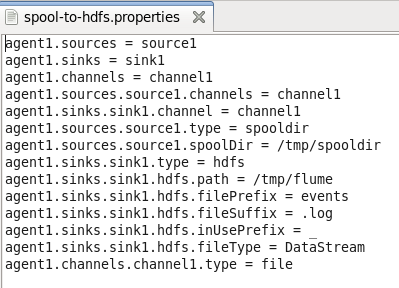 spool-to-hdfs.properties
agent1.sources = source1
agent1.sinks = sink1
agent1.channels = channel1
agent1.sources.source1.channels = channel1
agent1.sinks.sink1.channel = channel1
agent1.sources.source1.type = spooldir
agent1.sources.source1.spoolDir = /tmp/spooldir
agent1.sinks.sink1.type = hdfs
agent1.sinks.sink1.hdfs.path = /tmp/flume
agent1.sinks.sink1.hdfs.filePrefix = events
agent1.sinks.sink1.hdfs.fileSuffix = .log
agent1.sinks.sink1.hdfs.inUsePrefix = _
agent1.sinks.sink1.hdfs.fileType = DataStream
agent1.channels.channel1.type = file